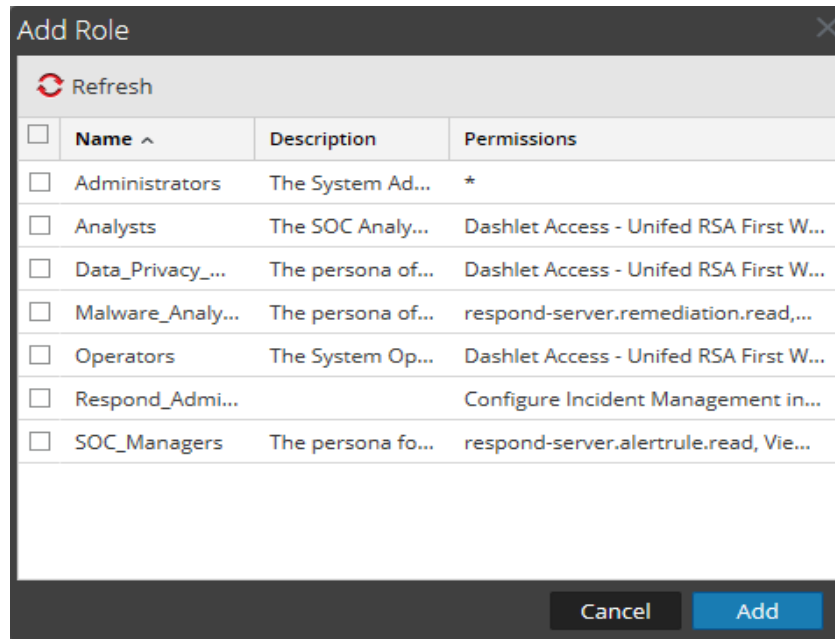 Add Role
Refresh
Name Description Permissions
Administrators The System Ad... *
Analysts The SOC Analy... Dashlet Access - Unifed RSA First W...
Data_Privacy_... The persona of... Dashlet Access - Unifed RSA First W...
Malware_Analy... The persona of... respond-server.remediation.read,...
Operators The System Op... Dashlet Access - Unifed RSA First W...
Respond_Admi... Configure Incident Management in...
SOC_Managers The persona fo... respond-server.alertrule.read, Vie...
Cancel Add